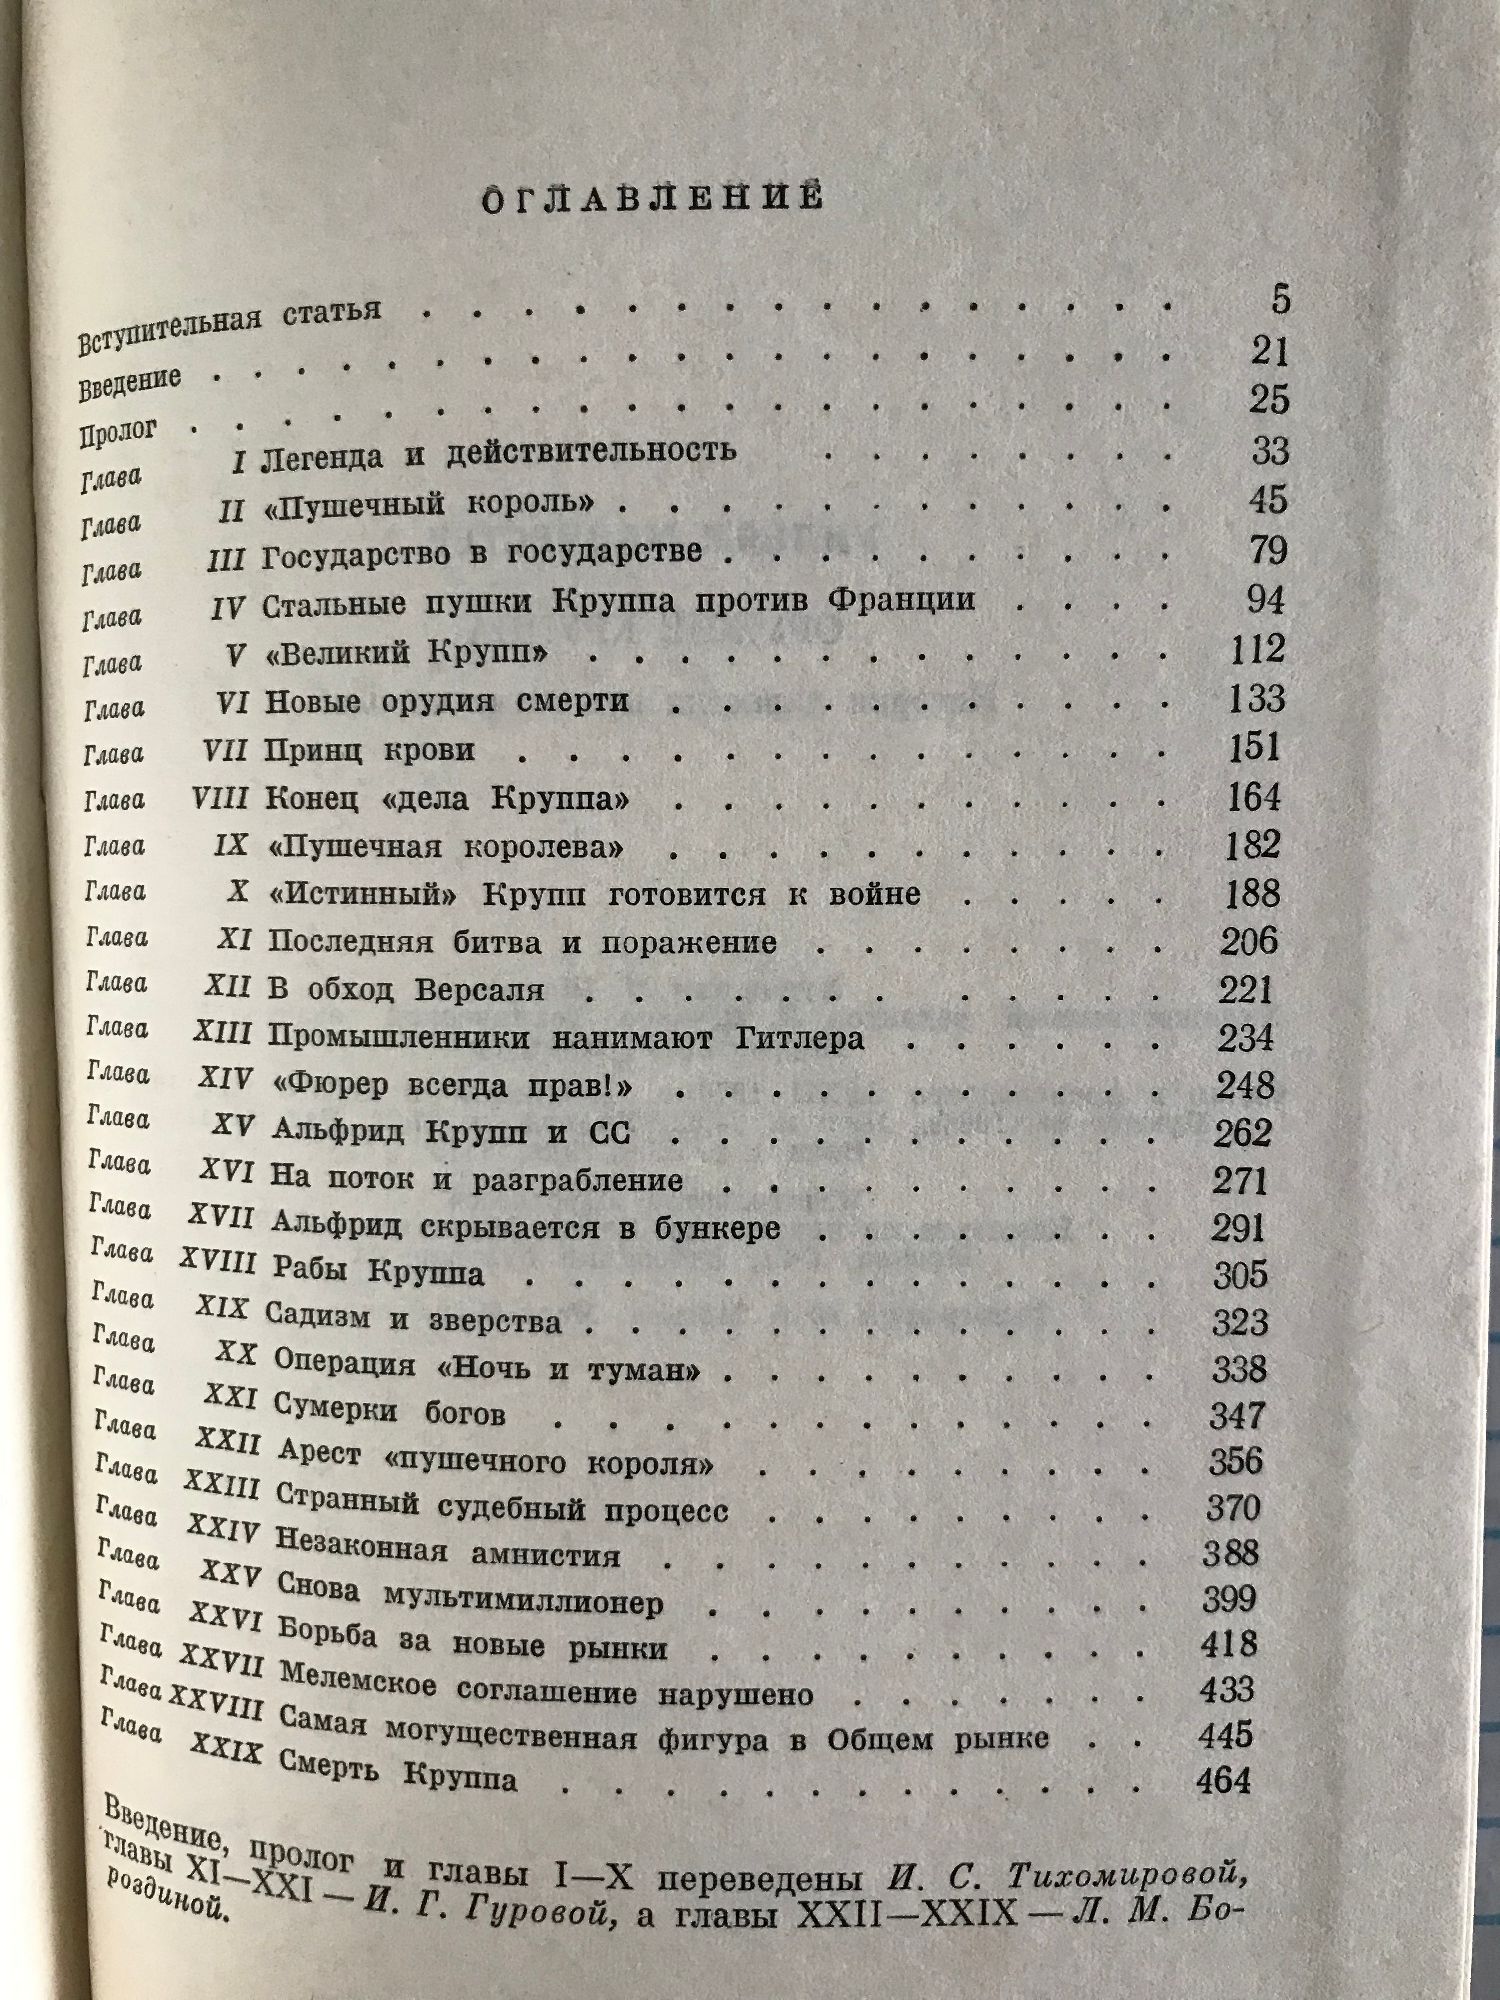 ОГЛАВЛЕНИЕ
Вступительная статья . . . . . . . . . . . . . . . . 5
Введение . . . . . . . . . . . . . . . . . . . . 21
Пролог . . . . . . . . . . . . . . . . . . . . 25
Глава I Легенда и действительность . . . . . . . . 33
Глава II «Пушечный король» . . . . . . . . . . . . 45
Глава III Государство в государстве . . . . . . . . . . 79
Глава IV Стальные пушки Круппа против Франции . . . . 94
Глава V «Великий Крупп» . . . . . . . . . . . . . 112
Глава VI Новые орудия смерти . . . . . . . . . . . 133
Глава VII Принц крови . . . . . . . . . . . . . . 151
Глава VIII Конец «дела Круппа» . . . . . . . . . . . 164
Глава IX «Пушечная королева» . . . . . . . . . . . 182
Глава X «Истинный» Крупп готовится к войне . . . . . 188
Глава XI Последняя битва и поражение . . . . . . . . 206
Глава XII В обход Версаля . . . . . . . . . . . . 221
Глава XIII Промышленники нанимают Гитлера . . . . . . 234
Глава XIV «Фюрер всегда прав!» . . . . . . . . . . . 248
Глава XV Альфрид Крупп и СС . . . . . . . . . . . 262
Глава XVI На поток и разграбление . . . . . . . . . . 271
Глава XVII Альфрид скрывается в бункере . . . . . . . . 291
Глава XVIII Рабы Круппа . . . . . . . . . . . . . . 305
Глава XIX Садизм и зверства . . . . . . . . . . . . . 323
Глава XX Операция «Ночь и туман» . . . . . . . . . . 338
Глава XXI Сумерки богов . . . . . . . . . . . . . 347
Глава XXII Арест «пушечного короля» . . . . . . . . . 356
Глава XXIII Странный судебный процесс . . . . . . . . . 370
Глава XXIV Незаконная амнистия . . . . . . . . . . . 388
Глава XXV Снова мультимиллионер . . . . . . . . . . 399
Глава XXVI Борьба за новые рынки . . . . . . . . . . 418
Глава XXVII Мелемское соглашение нарушено . . . . . . . 433
Глава XXVIII Самая могущественная фигура в Общем рынке . . 445
Глава XXIX Смерть Круппа . . . . . . . . . . . . 464
Введение, пролог и главы I—X переведены И. С. Тихомировой,
главы XI—XXI — И. Г. Гуровой, а главы XXII—XXIX — Л. М. Бо-
роздиной.